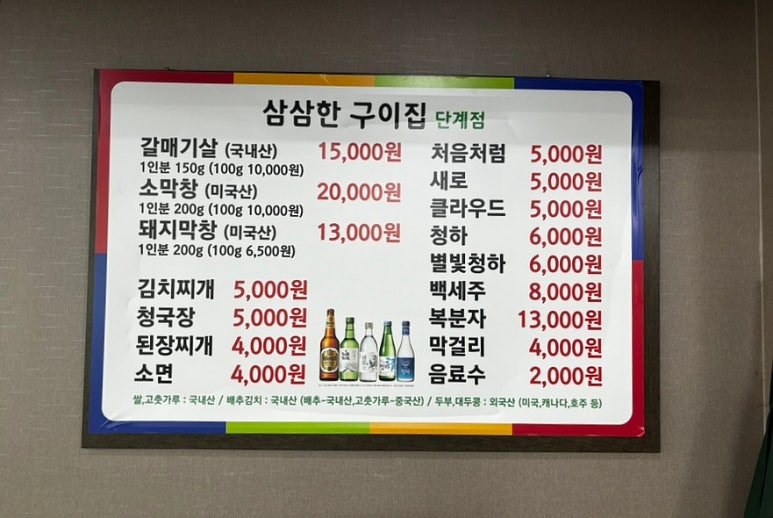 삼삼한 구이집 단계점
갈매기살 (국내산) 15,000원
1인분 150g (100g 10,000원)
소막창 (미국산) 20,000원
1인분 200g (100g 10,000원)
돼지막창 (미국산) 13,000원
1인분 200g (100g 6,500원)
김치찌개 5,000원
청국장 5,000원
된장찌개 4,000원
소면 4,000원
처음처럼 5,000원
새로 5,000원
클라우드 5,000원
청하 6,000원
별빛청하 6,000원
백세주 8,000원
복분자 13,000원
막걸리 4,000원
음료수 2,000원
쌀,고춧가루 : 국내산 / 배추김치 : 국내산 (배추-국내산,고춧가루-중국산) / 두부,대두콩 : 외국산 (미국,캐나다,호주 등)